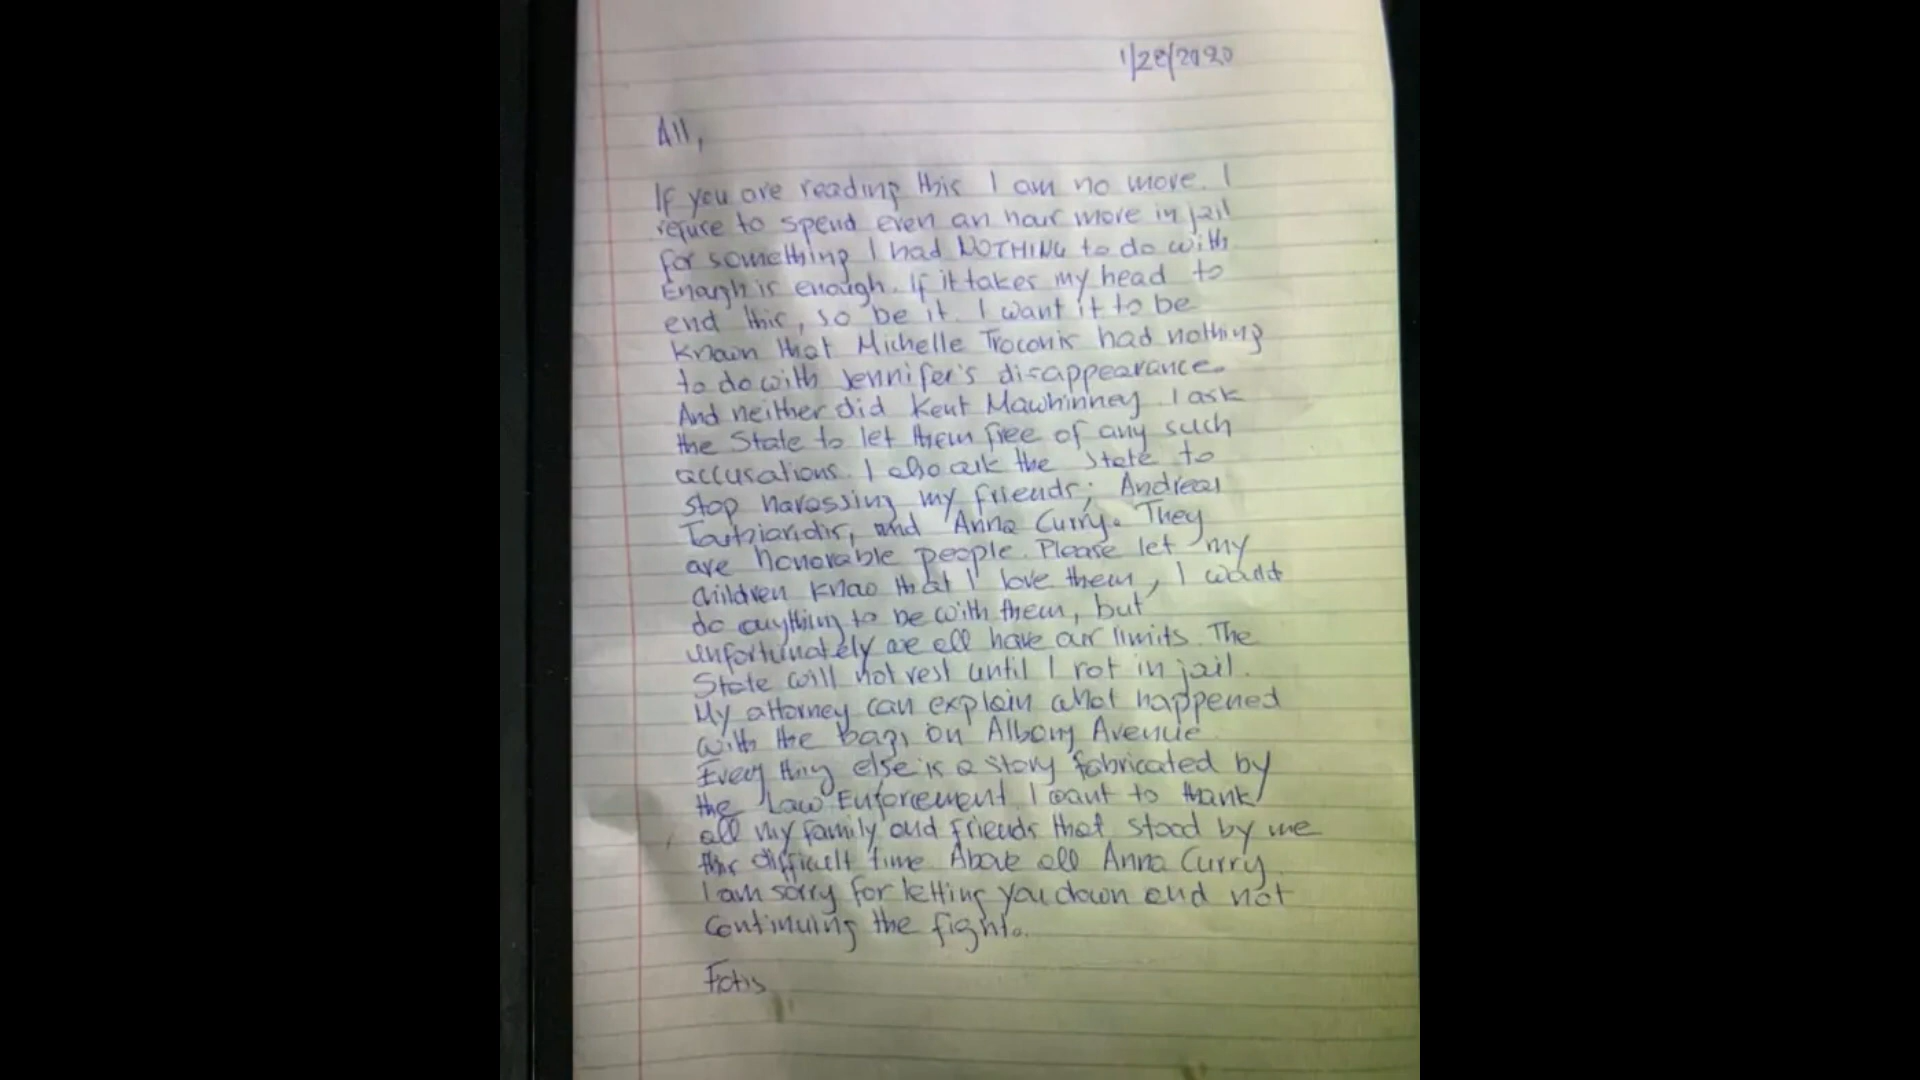 1/28/2020
All,
If you are reading this I am no more. I
refuse to spend even an hour more in jail
for something I had NOTHING to do with
Enough is enough. If it takes my head to
end this, so be it. I want it to be
known that Michelle Troconis had nothing
to do with Jennifer's disappearance.
And neither did Kent Mawhinney. I ask
the State to let them free of any such
accusations. I also ask the State to
stop harassing my friends; Andreas
Toutziaridis, and Anna Curry. They
are honorable people. Please let my
children know that I love them, I would
do anything to be with them, but
unfortunately we all have our limits. The
State will not rest until I rot in jail.
My attorney can explain what happened
with the bags on Albany Avenue.
Everything else is a story fabricated by
the Law Enforcement. I want to thank
all my family and friends that stood by me
this difficult time. Above all Anna Curry.
I am sorry for letting you down and not
continuing the fight.
Fotis